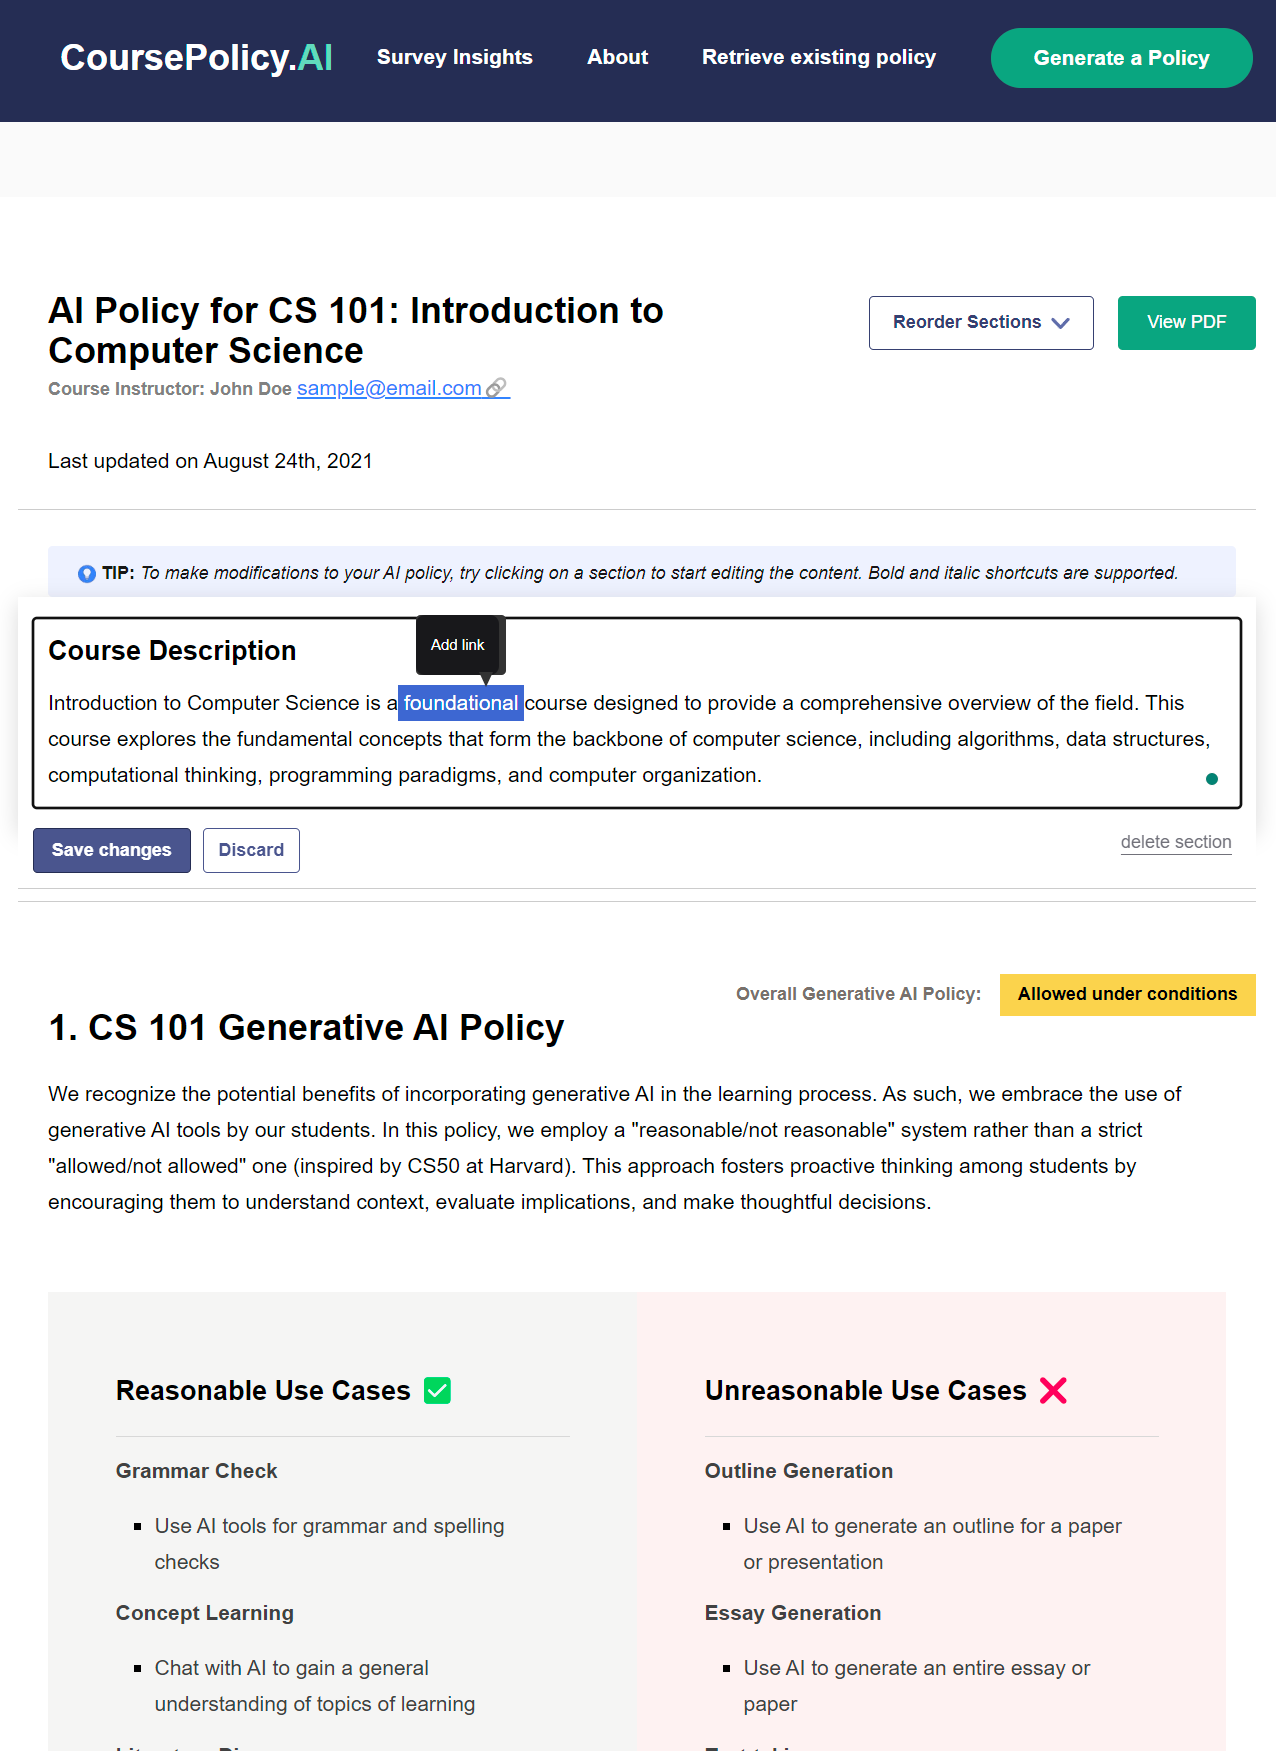 CoursePolicy.AI
Survey Insights
About
Retrieve existing policy
Generate a Policy
AI Policy for CS 101: Introduction to
Computer Science
Reorder Sections
View PDF
Course Instructor: John Doe sample@email.com
Last updated on August 24th, 2021
TIP: To make modifications to your AI policy, try clicking on a section to start editing the content. Bold and italic shortcuts are supported.
Course Description
Add link
Introduction to Computer Science is a foundational course designed to provide a comprehensive overview of the field. This
course explores the fundamental concepts that form the backbone of computer science, including algorithms, data structures,
computational thinking, programming paradigms, and computer organization.
Save changes
Discard
delete section
Overall Generative AI Policy:
Allowed under conditions
1. CS 101 Generative AI Policy
We recognize the potential benefits of incorporating generative AI in the learning process. As such, we embrace the use of
generative AI tools by our students. In this policy, we employ a "reasonable/not reasonable" system rather than a strict
"allowed/not allowed" one (inspired by CS50 at Harvard). This approach fosters proactive thinking among students by
encouraging them to understand context, evaluate implications, and make thoughtful decisions.
Reasonable Use Cases
Grammar Check
Use AI tools for grammar and spelling
checks
Concept Learning
Chat with AI to gain a general
understanding of topics of learning
Unreasonable Use Cases
Outline Generation
Use AI to generate an outline for a paper
or presentation
Essay Generation
Use AI to generate an entire essay or
paper